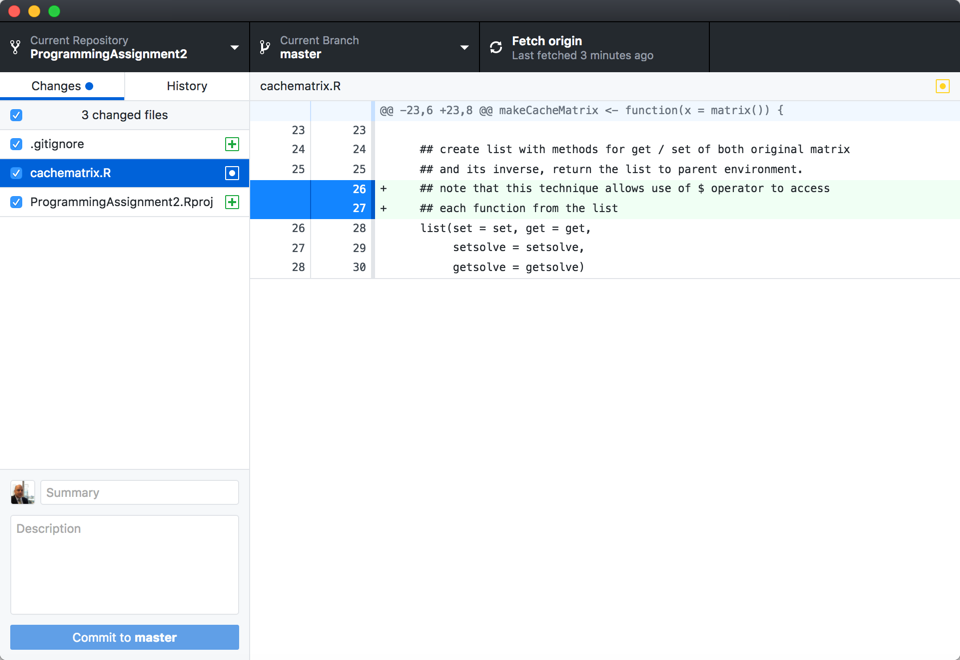 Current Repository
ProgrammingAssignment2
Current Branch
master
Fetch origin
Last fetched 3 minutes ago
Changes
History
3 changed files
.gitignore
cachematrix.R
ProgrammingAssignment2.Rproj
Summary
Description
Commit to master
cachematrix.R
@@ -23,6 +23,8 @@ makeCacheMatrix <- function(x = matrix()) {
23 23
24 24 ## create list with methods for get / set of both original matrix
25 25 ## and its inverse, return the list to parent environment.
26 + ## note that this technique allows use of $ operator to access
27 + ## each function from the list
26 28 list(set = set, get = get,
27 29 setsolve = setsolve,
28 30 getsolve = getsolve)